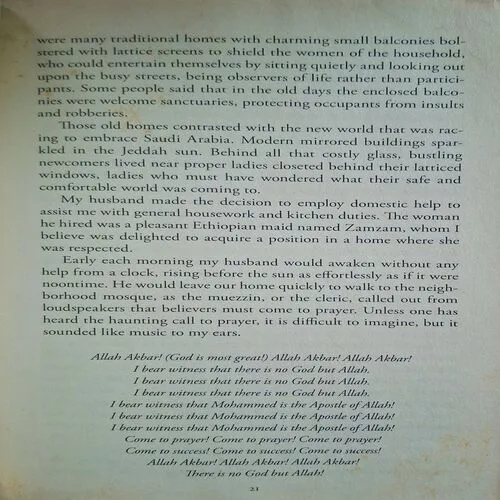 were many traditional homes with charming small balconies bol-
stered with lattice screens to shield the women of the household,
who could entertain themselves by sitting quietly and looking out
upon the busy streets, being observers of life rather than partici-
pants. Some people said that in the old days the enclosed balco-
nies were welcome sanctuaries, protecting occupants from insults
and robberies.
Those old homes contrasted with the new world that was rac-
ing to embrace Saudi Arabia. Modern mirrored buildings spar-
kled in the Jeddah sun. Behind all that costly glass, bustling
newcomers lived near proper ladies closeted behind their latticed
windows, ladies who must have wondered what their safe and
comfortable world was coming to.
My husband made the decision to employ domestic help to
assist me with general housework and kitchen duties. The woman
he hired was a pleasant Ethiopian maid named Zamzam, whom I
believe was delighted to acquire a position in a home where she
was respected.
Early each morning my husband would awaken without any
help from a clock, rising before the sun as effortlessly as if it were
noontime. He would leave our home quickly to walk to the neigh-
borhood mosque, as the muezzin, or the cleric, called out from
loudspeakers that believers must come to prayer. Unless one has
heard the haunting call to prayer, it is difficult to imagine, but it
sounded like music to my ears.
Allah Akbar! (God is most great!) Allah Akbar! Allah Akbar!
I bear witness that there is no God but Allah.
I bear witness that there is no God but Allah.
I bear witness that there is no God but Allah.
I bear witness that Mohammed is the Apostle of Allah!
I bear witness that Mohammed is the Apostle of Allah!
I bear witness that Mohammed is the Apostle of Allah!
Come to prayer! Come to prayer! Come to prayer!
Come to success! Come to success! Come to success!
Allah Akbar! Allah Akbar! Allah Akbar!
There is no God but Allah!
21